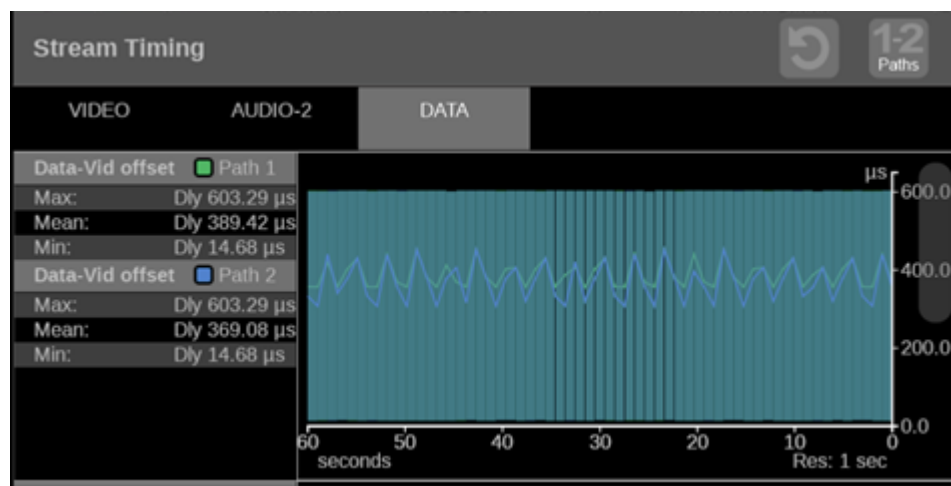 Stream Timing
1-2
Paths
VIDEO AUDIO-2 DATA
Data-Vid offset Path 1
Max: Dly 603.29 µs
Mean: Dly 389.42 µs
Min: Dly 14.68 µs
Data-Vid offset Path 2
Max: Dly 603.29 µs
Mean: Dly 369.08 µs
Min: Dly 14.68 µs
µs
600.0
400.0
200.0
0.0
60 50 40 30 20 10 0
seconds Res: 1 sec